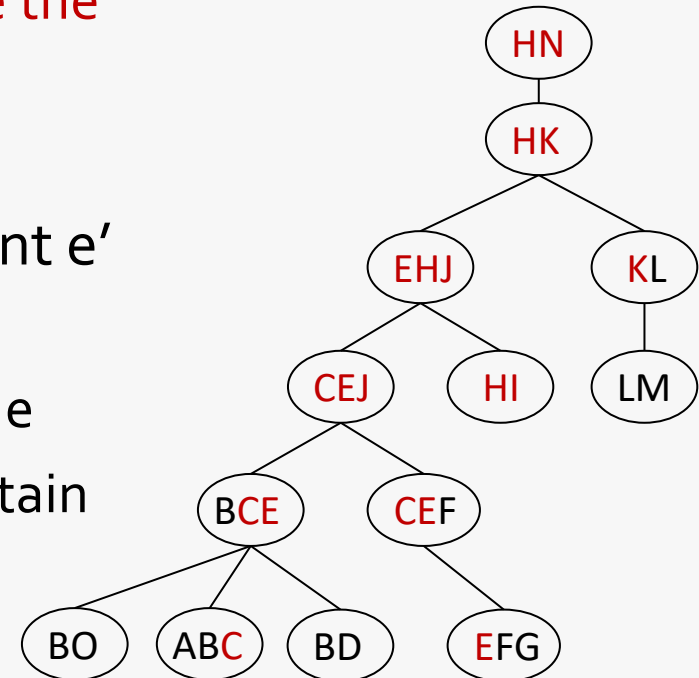 e the
HN
HK
nt e′
EHJ
KL
CEJ
HI
LM
e
tain
BCE
CEF
BO
ABC
BD
EFG